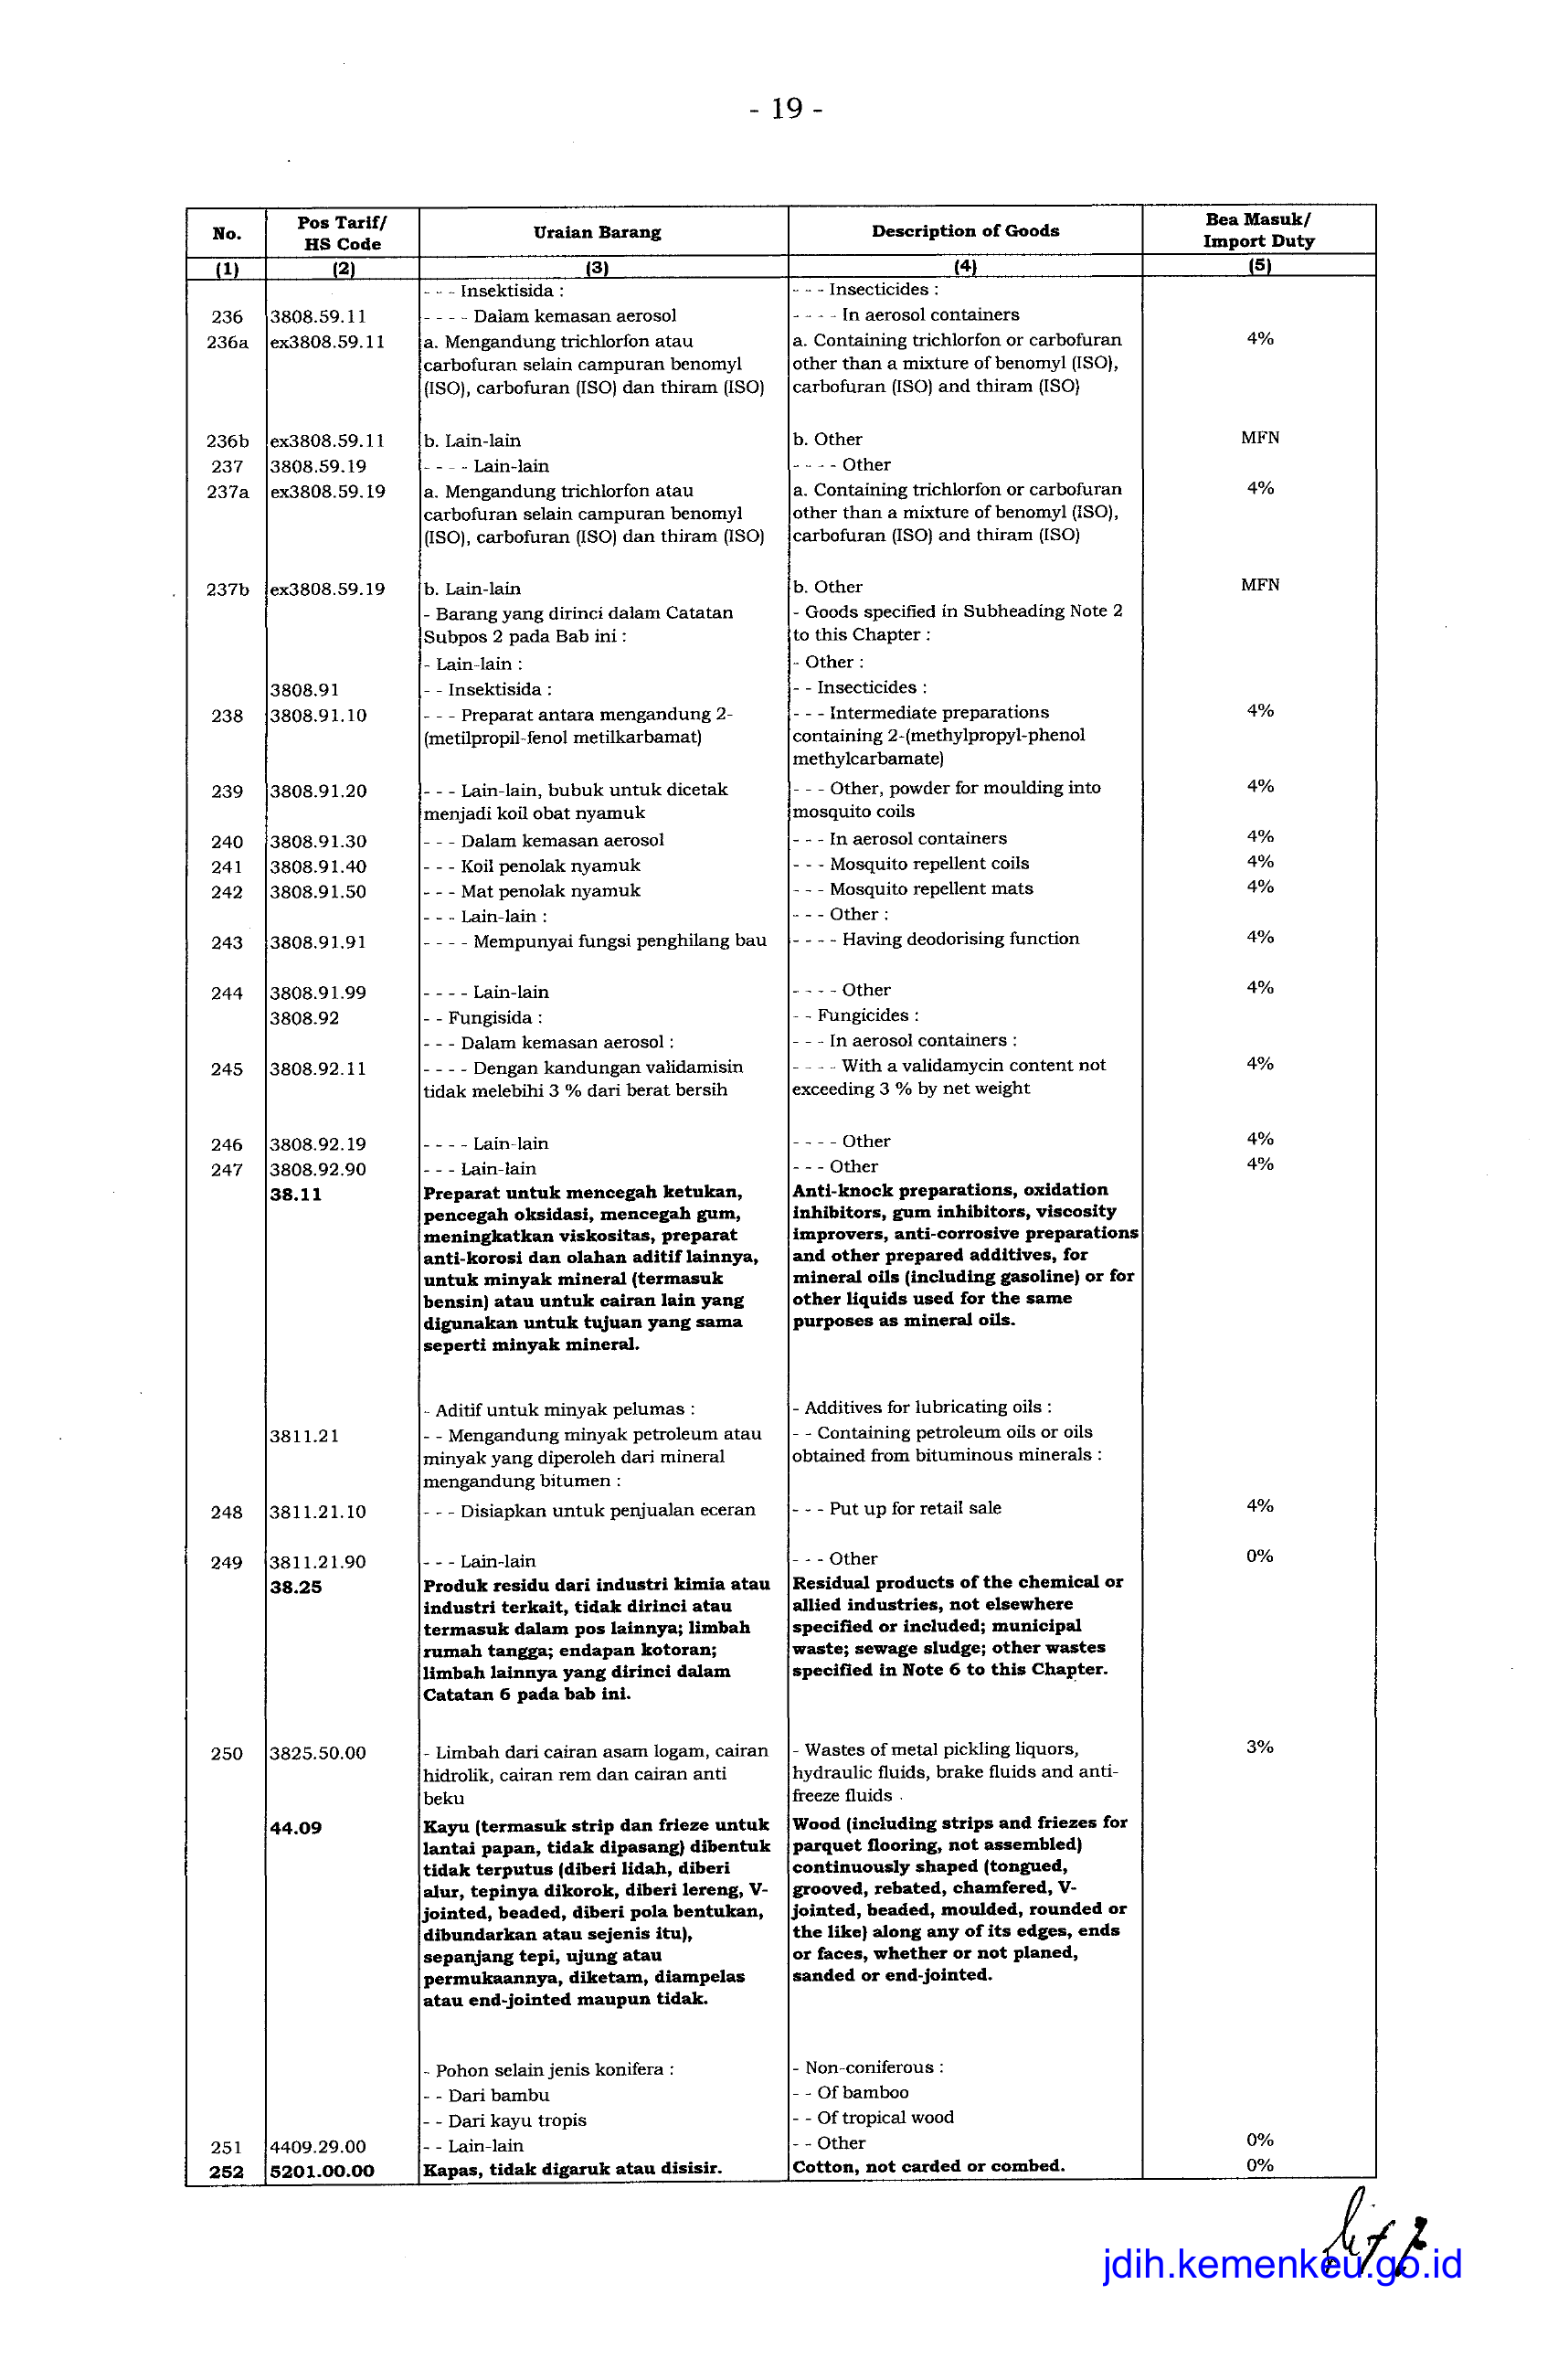 - 19 -
No.
Pos Tarif/
HS Code
Uraian Barang
Description of Goods
Bea Masuk/
Import Duty
(1) (2) (3) (4) (5)
- - - Insektisida : - - - Insecticides :
236 3808.59.11 - - - - Dalam kemasan aerosol - - - - In aerosol containers
236a ex3808.59.11 a. Mengandung trichlorfon atau a. Containing trichlorfon or carbofuran 4%
carbofuran selain campuran benomyl other than a mixture of benomyl (ISO),
(ISO), carbofuran (ISO) dan thiram (ISO) carbofuran (ISO) and thiram (ISO)
236b ex3808.59.11 b. Lain-lain b. Other MFN
237 3808.59.19 - - - - Lain-lain - - - - Other
237a ex3808.59.19 a. Mengandung trichlorfon atau a. Containing trichlorfon or carbofuran 4%
carbofuran selain campuran benomyl other than a mixture of benomyl (ISO),
(ISO), carbofuran (ISO) dan thiram (ISO) carbofuran (ISO) and thiram (ISO)
237b ex3808.59.19 b. Lain-lain b. Other MFN
- Barang yang dirinci dalam Catatan - Goods specified in Subheading Note 2
Subpos 2 pada Bab ini : to this Chapter :
- Lain-lain : - Other :
3808.91 - - Insektisida : - - Insecticides :
238 3808.91.10 - - - Preparat antara mengandung 2- - - - Intermediate preparations 4%
(metilpropil-fenol metilkarbamat) containing 2-(methylpropyl-phenol
methylcarbamate)
239 3808.91.20 - - - Lain-lain, bubuk untuk dicetak - - - Other, powder for moulding into 4%
menjadi koil obat nyamuk mosquito coils
240 3808.91.30 - - - Dalam kemasan aerosol - - - In aerosol containers 4%
241 3808.91.40 - - - Koil penolak nyamuk - - - Mosquito repellent coils 4%
242 3808.91.50 - - - Mat penolak nyamuk - - - Mosquito repellent mats 4%
- - - Lain-lain : - - - Other :
243 3808.91.91 - - - - Mempunyai fungsi penghilang bau - - - - Having deodorising function 4%
244 3808.91.99 - - - - Lain-lain - - - - Other 4%
3808.92 - - Fungisida : - - Fungicides :
- - - Dalam kemasan aerosol : - - - In aerosol containers :
245 3808.92.11 - - - - Dengan kandungan validamisin - - - - With a validamycin content not 4%
tidak melebihi 3 % dari berat bersih exceeding 3 % by net weight
246 3808.92.19 - - - - Lain-lain - - - - Other 4%
247 3808.92.90 - - - Lain-lain - - - Other 4%
38.11 Preparat untuk mencegah ketukan, Anti-knock preparations, oxidation
pencegah oksidasi, mencegah gum, inhibitors, gum inhibitors, viscosity
meningkatkan viskositas, preparat improvers, anti-corrosive preparations
anti-korosi dan olahan aditif lainnya, and other prepared additives, for
untuk minyak mineral (termasuk mineral oils (including gasoline) or for
bensin) atau untuk cairan lain yang other liquids used for the same
digunakan untuk tujuan yang sama purposes as mineral oils.
seperti minyak mineral.
- Aditif untuk minyak pelumas : - Additives for lubricating oils :
3811.21 - - Mengandung minyak petroleum atau - - Containing petroleum oils or oils
minyak yang diperoleh dari mineral obtained from bituminous minerals :
mengandung bitumen :
248 3811.21.10 - - - Disiapkan untuk penjualan eceran - - - Put up for retail sale 4%
249 3811.21.90 - - - Lain-lain - - - Other 0%
38.25 Produk residu dari industri kimia atau Residual products of the chemical or
industri terkait, tidak dirinci atau allied industries, not elsewhere
termasuk dalam pos lainnya; limbah specified or included; municipal
rumah tangga; endapan kotoran; waste; sewage sludge; other wastes
limbah lainnya yang dirinci dalam specified in Note 6 to this Chapter.
Catatan 6 pada bab ini.
250 3825.50.00 - Limbah dari cairan asam logam, cairan - Wastes of metal pickling liquors, 3%
hidrolik, cairan rem dan cairan anti hydraulic fluids, brake fluids and anti-
beku freeze fluids
44.09 Kayu (termasuk strip dan frieze untuk Wood (including strips and friezes for
lantai papan, tidak dipasang) dibentuk parquet flooring, not assembled)
tidak terputus (diberi lidah, diberi continuously shaped (tongued,
alur, tepinya dikorok, diberi lereng, V- grooved, rebated, chamfered, V-
jointed, beaded, diberi pola bentukan, jointed, beaded, moulded, rounded or
dibundarkan atau sejenis itu), the like) along any of its edges, ends
sepanjang tepi, ujung atau or faces, whether or not planed,
permukaannya, diketam, diampelas sanded or end-jointed.
atau end-jointed maupun tidak.
- Pohon selain jenis konifera : - Non-coniferous :
- - Dari bambu - - Of bamboo
- - Dari kayu tropis - - Of tropical wood
251 4409.29.00 - - Lain-lain - - Other 0%
252 5201.00.00 Kapas, tidak digaruk atau disisir. Cotton, not carded or combed. 0%
jdih.kemenkeu.go.id